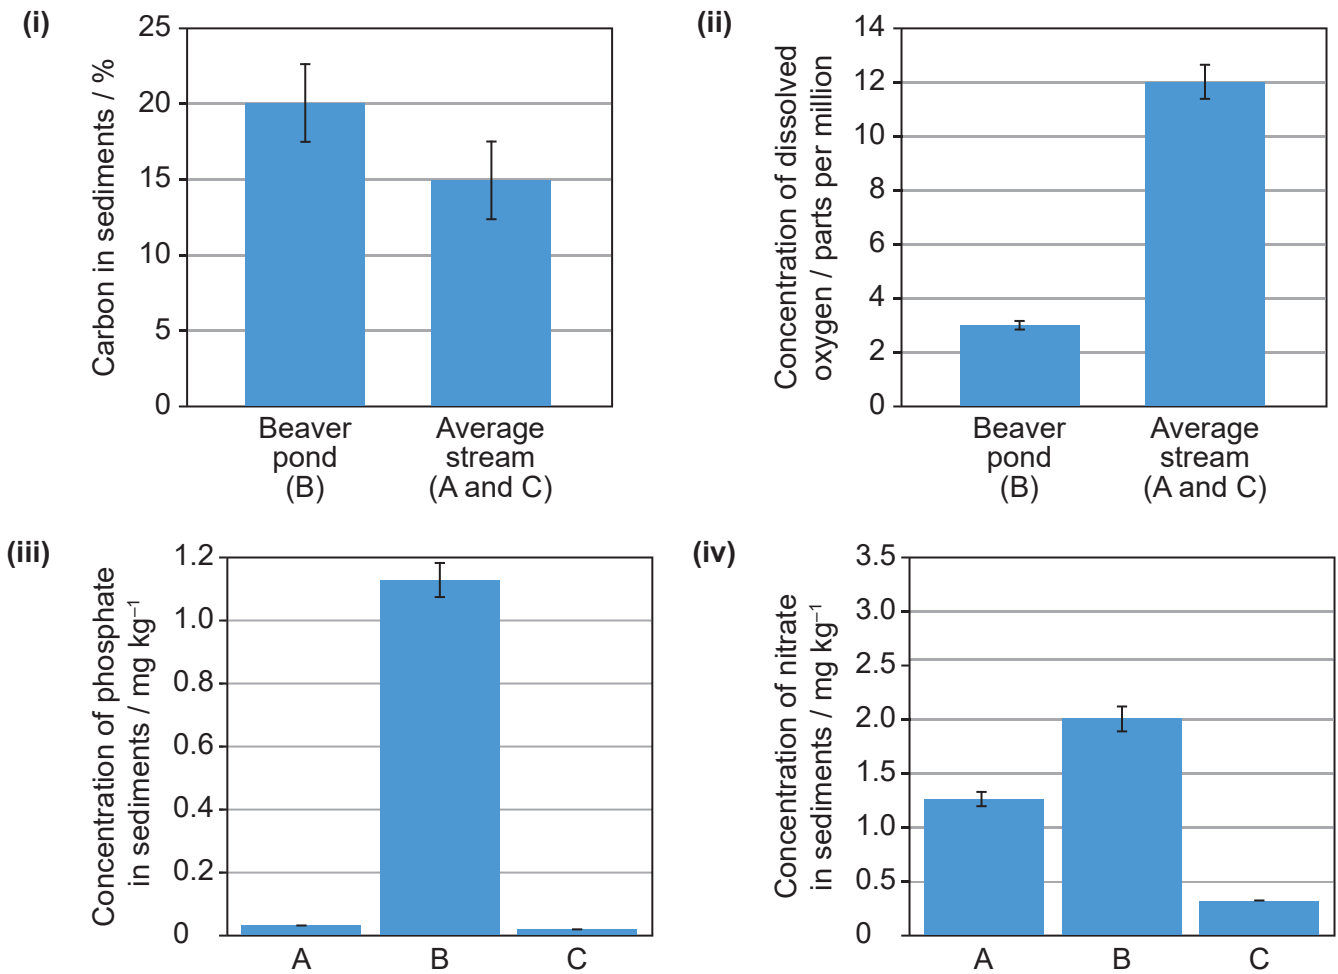 (i)
Carbon in sediments / %
25
20
15
10
5
0
Beaver
pond
(B)
Average
stream
(A and C)
(ii)
Concentration of dissolved
oxygen / parts per million
14
12
10
8
6
4
2
0
Beaver
pond
(B)
Average
stream
(A and C)
(iii)
Concentration of phosphate
in sediments / mg kg⁻¹
1.2
1.0
0.8
0.6
0.4
0.2
0
A
B
C
(iv)
Concentration of nitrate
in sediments / mg kg⁻¹
3.5
3.0
2.5
2.0
1.5
1.0
0.5
0
A
B
C